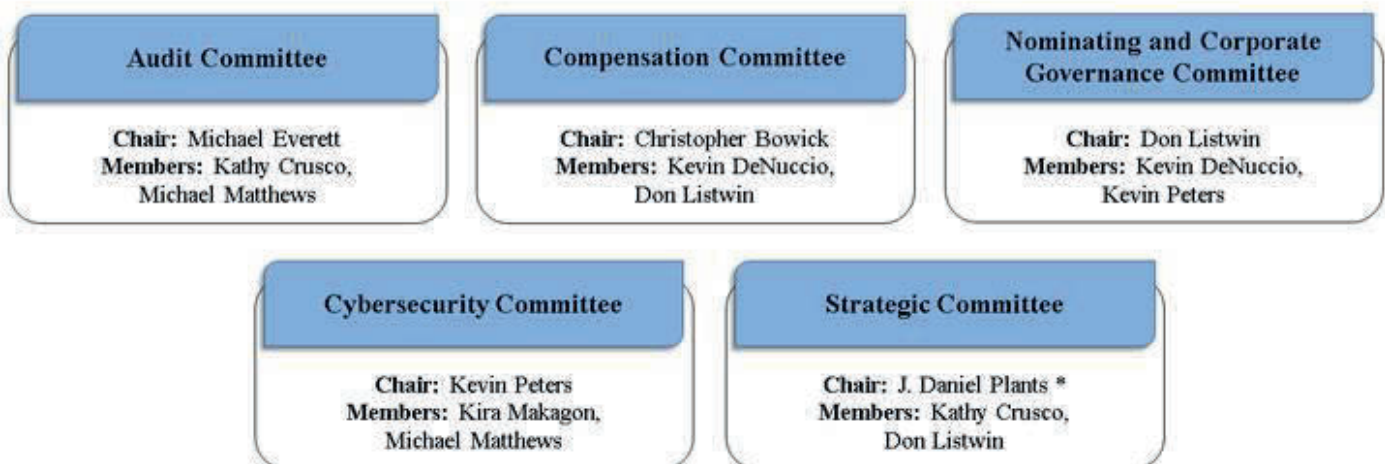 Audit Committee
Chair: Michael Everett
Members: Kathy Crusco,
Michael Matthews
Compensation Committee
Chair: Christopher Bowick
Members: Kevin DeNuccio,
Don Listwin
Nominating and Corporate
Governance Committee
Chair: Don Listwin
Members: Kevin DeNuccio,
Kevin Peters
Cybersecurity Committee
Chair: Kevin Peters
Members: Kira Makagon,
Michael Matthews
Strategic Committee
Chair: J. Daniel Plants *
Members: Kathy Crusco,
Don Listwin